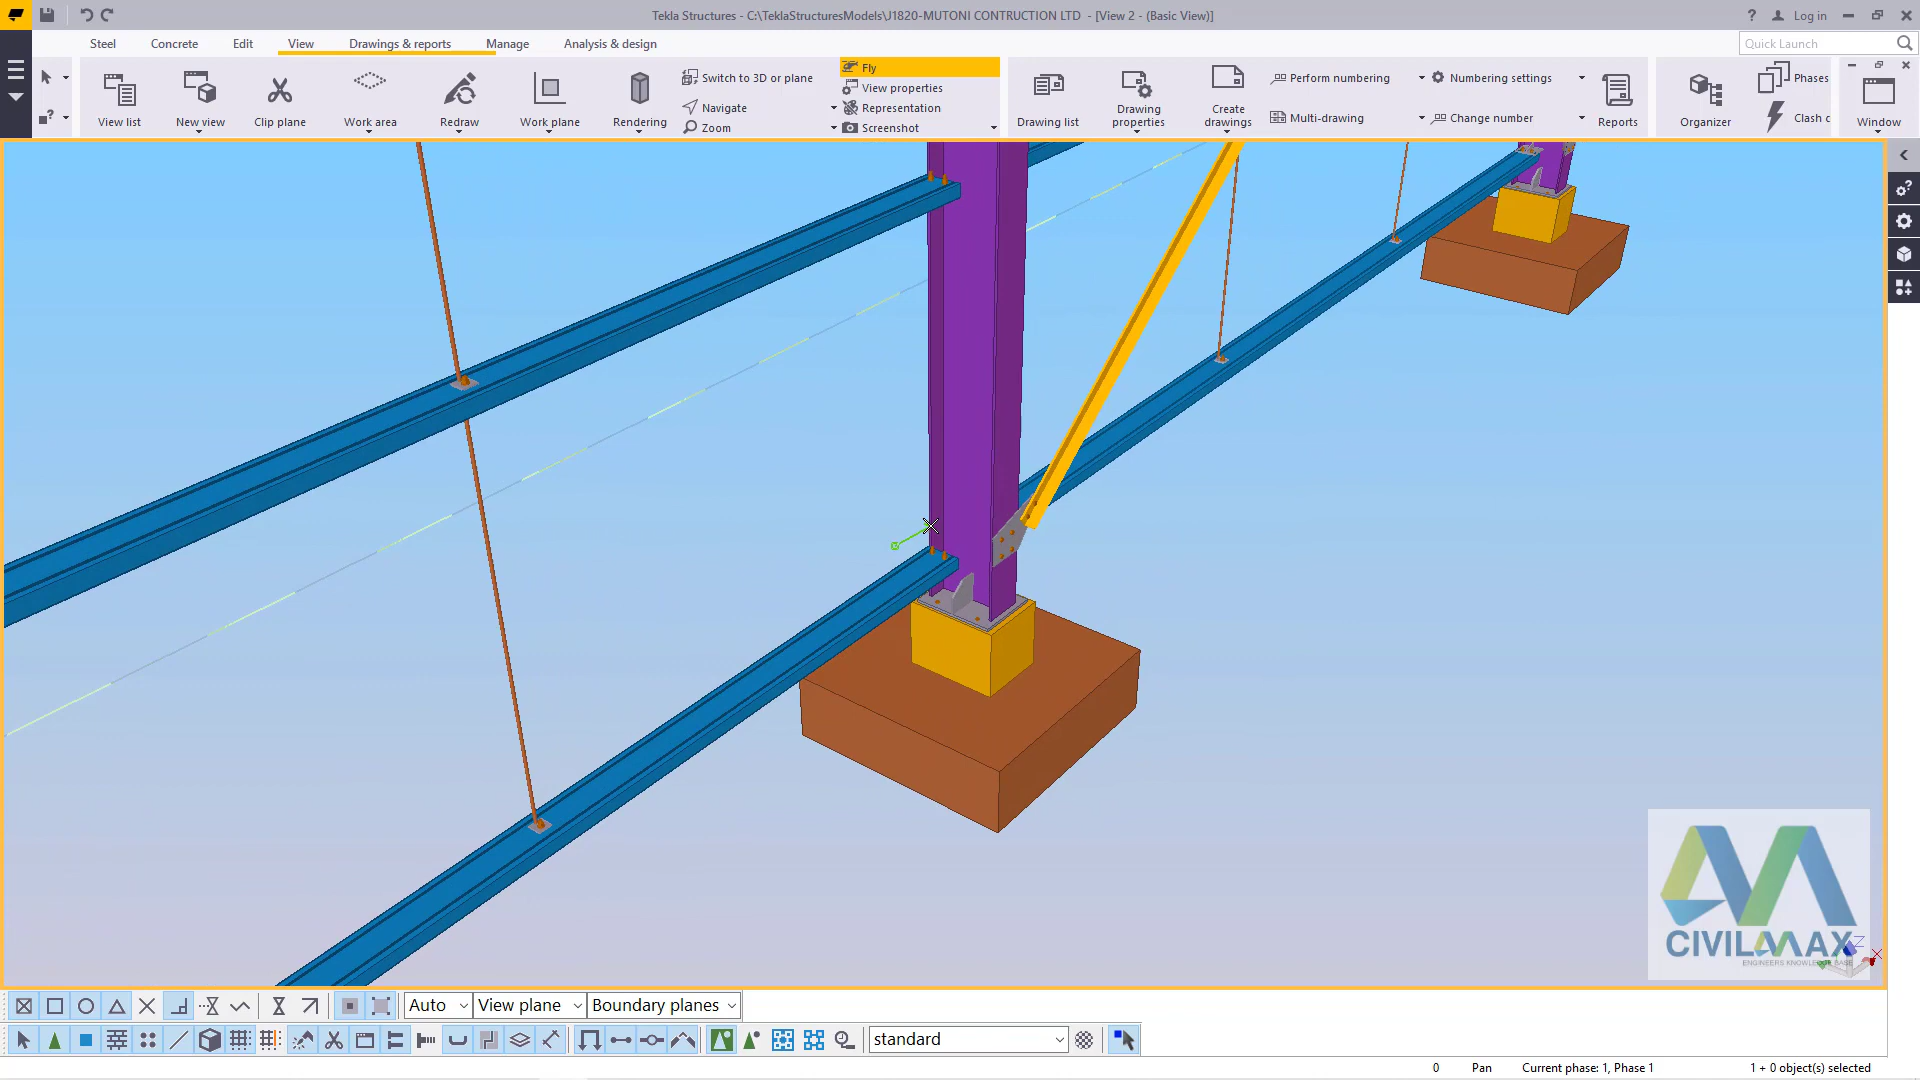 Tekla Structures - C:\TeklaStructuresModels\J1820-MUTONI CONTRUCTION LTD - [View 2 - (Basic View)]
? Log in
Steel Concrete Edit View Drawings & reports Manage Analysis & design
Quick Launch
View list
New view
Clip plane
Work area
Redraw
Work plane
Rendering
Switch to 3D or plane
Navigate
Zoom
Fly
View properties
Representation
Screenshot
Drawing list
Drawing
properties
Create
drawings
Perform numbering
Multi-drawing
Numbering settings
Change number
Reports
Organizer
Phases
Clash c
Window
CIVILMAX
ENGINEERS KNOWLEDGE BASE
Z
Auto View plane Boundary planes
standard
0 Pan Current phase: 1, Phase 1 1 + 0 object(s) selected